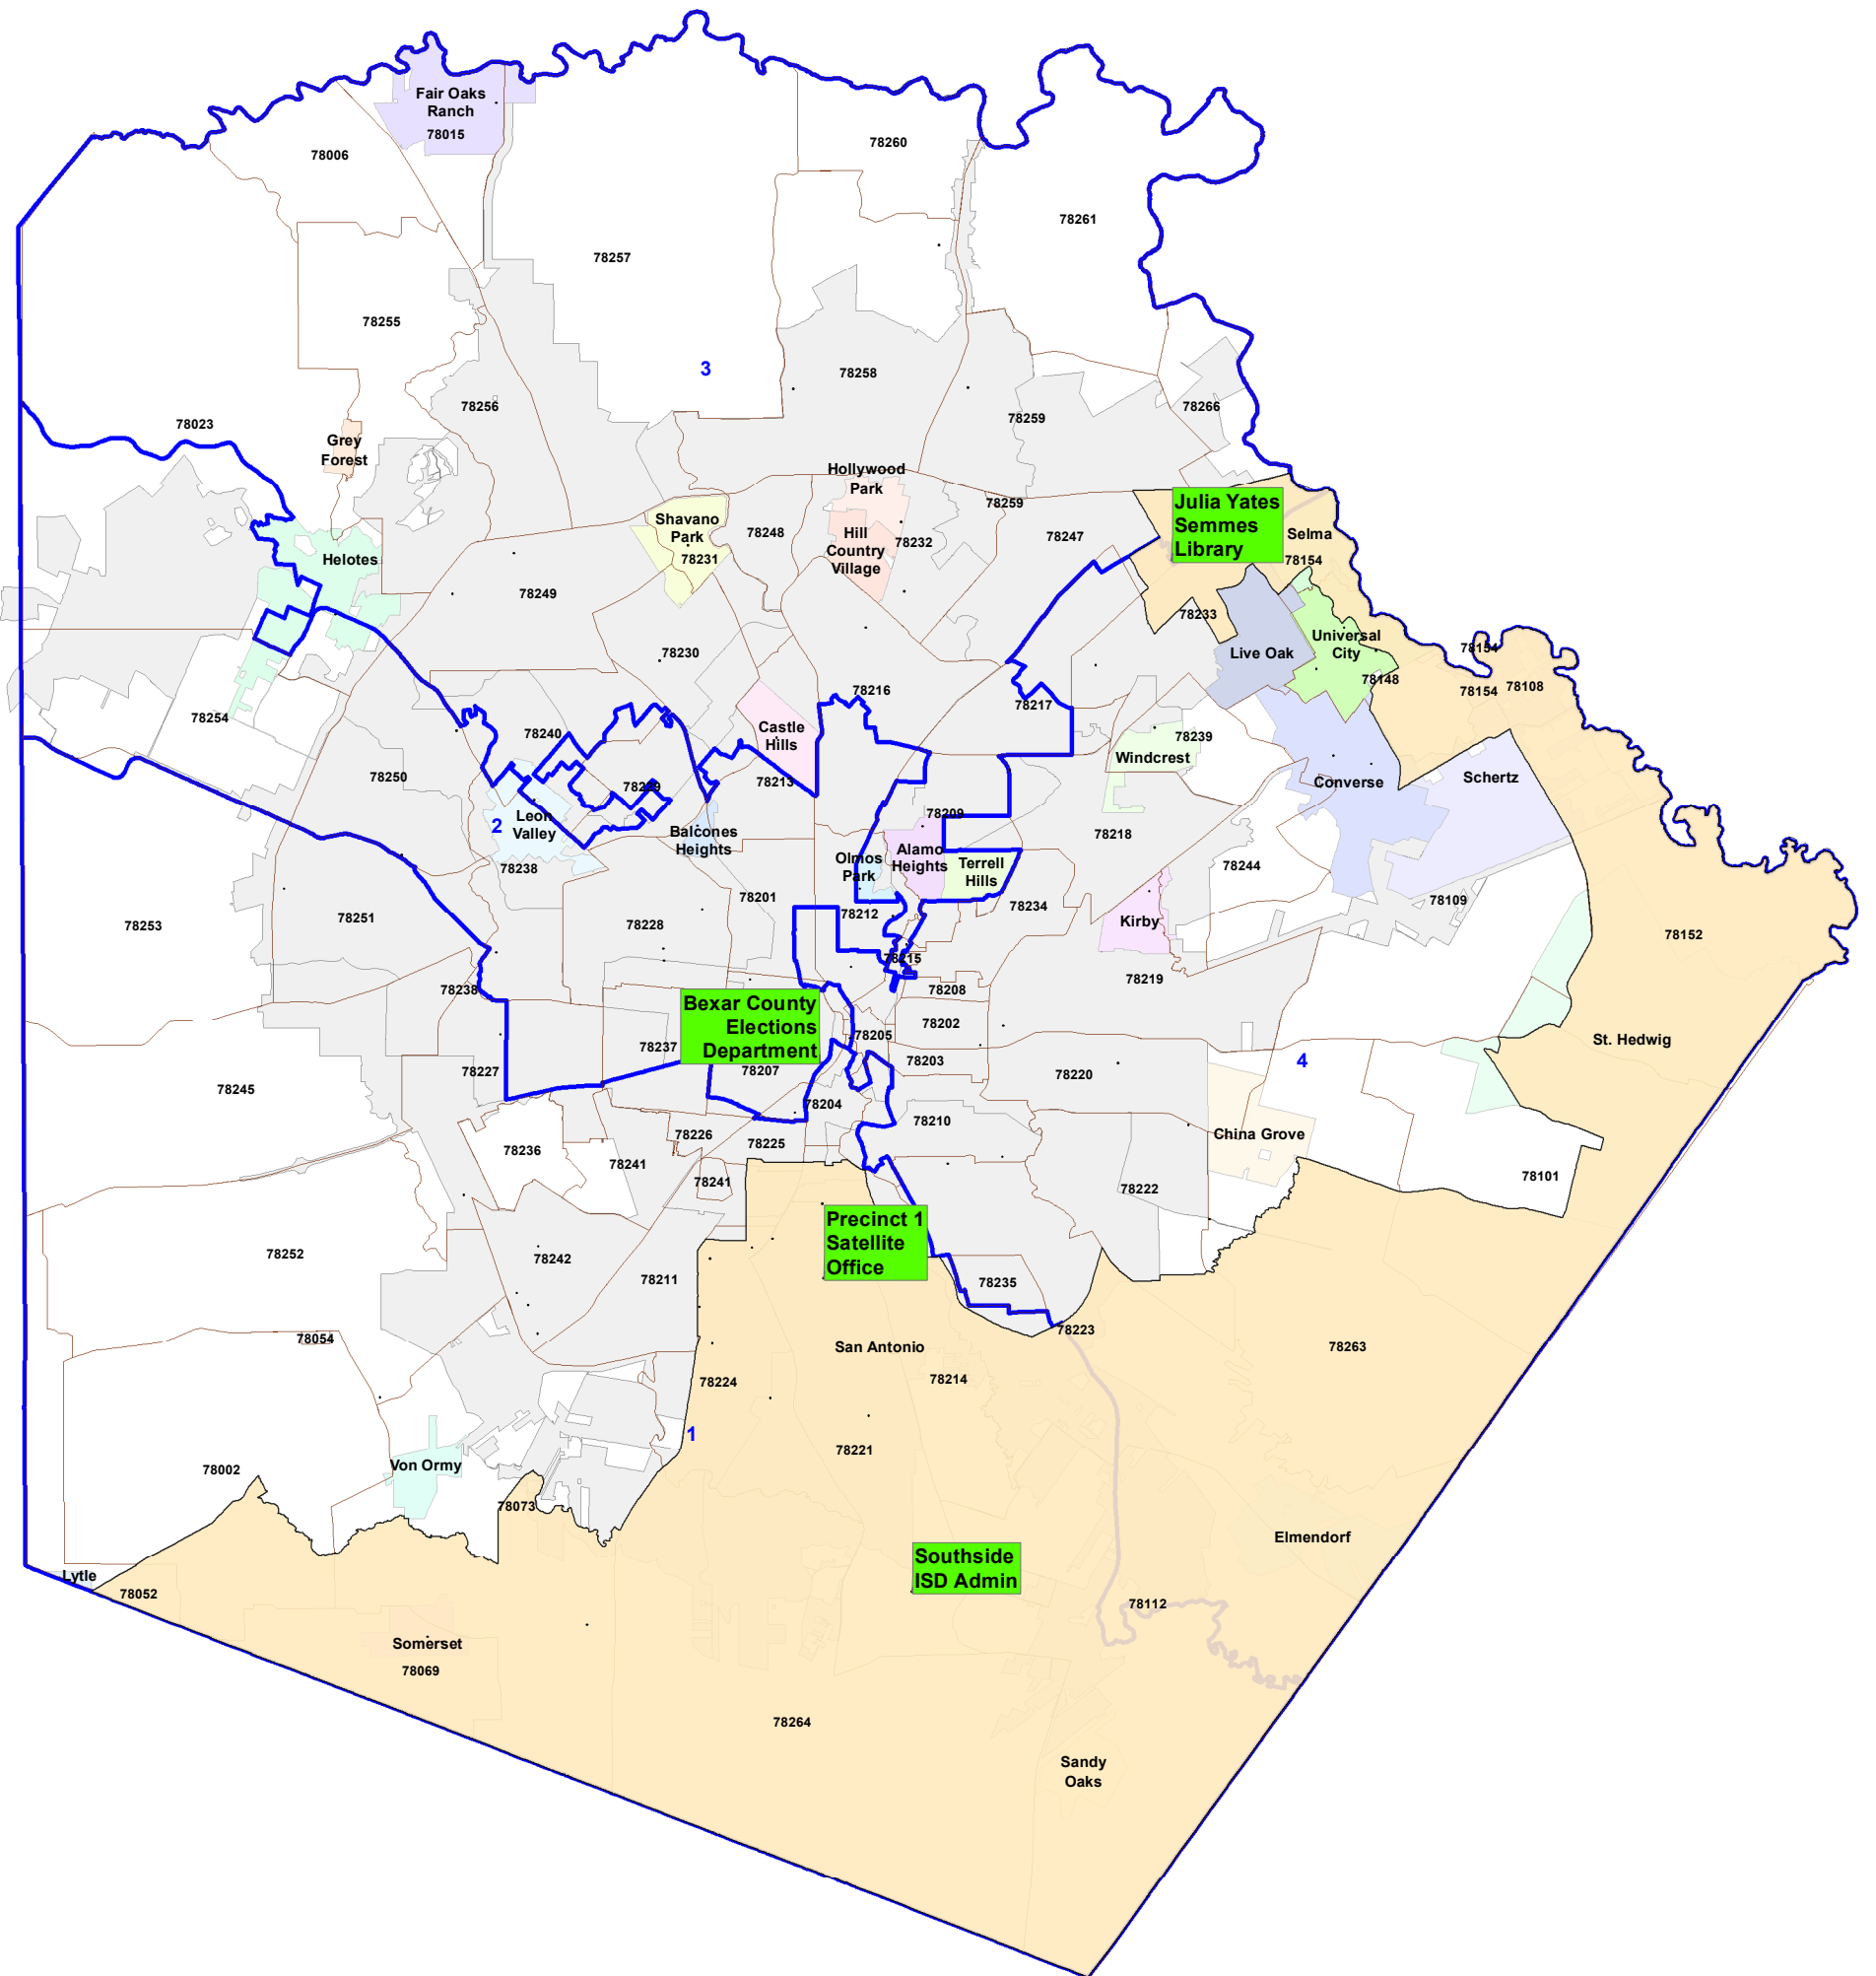 Fair Oaks
Ranch
78015
78006
78260
78261
78257
78255
3
78258
78256
78266
78259
78023
Grey
Forest
Hollywood
Park
78259
Julia Yates
Semmes
Library
Shavano
Park
78231
78248
Hill
Country
Village
78232
78247
Selma
78154
Helotes
78249
78233
Universal
City
Live Oak
78148
78154
78154
78108
78230
78216
78217
78254
78240
Castle
Hills
78239
Windcrest
78250
78229
78213
Converse
Schertz
2
Leon
Valley
Balcones
Heights
78209
78218
78238
Olmos
Park
Alamo
Heights
Terrell
Hills
78244
78201
78212
78234
78109
78253
78251
78228
Kirby
78152
78215
78219
78238
78208
Bexar County
Elections
Department
78202
78205
78237
78203
4
St. Hedwig
78227
78207
78220
78245
78204
78210
78226
78225
China Grove
78236
78241
78241
78222
78101
Precinct 1
Satellite
Office
78252
78242
78211
78235
78054
78223
San Antonio
78263
78224
78214
1
78221
78002
Von Ormy
78073
Elmendorf
Southside
ISD Admin
Lytle
78052
78112
Somerset
78069
78264
Sandy
Oaks